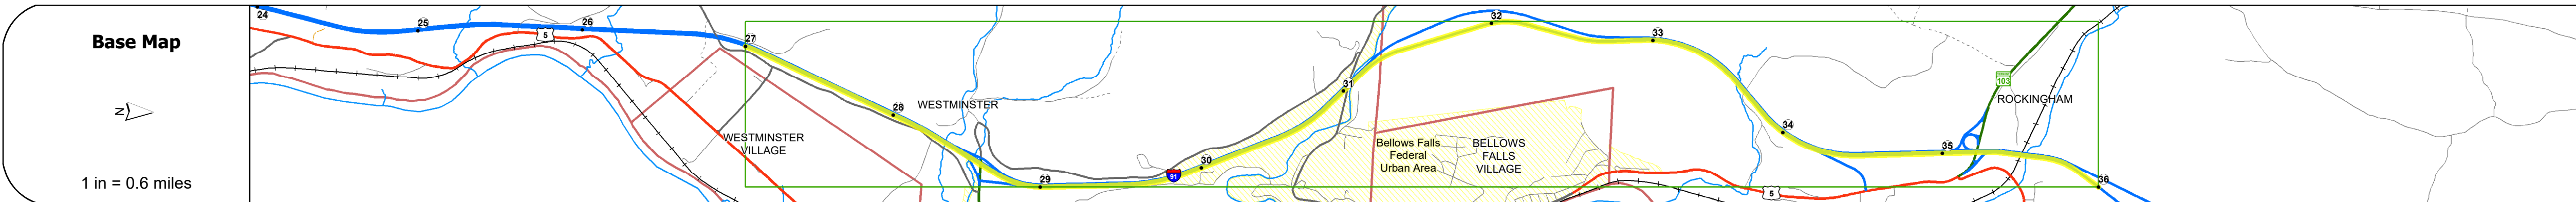 Base Map
N
1 in = 0.6 miles
24
25
26
5
27
28
WESTMINSTER
WESTMINSTER
VILLAGE
29
91
30
31
32
33
Bellows Falls
Federal
Urban Area
BELLOWS
FALLS
VILLAGE
34
5
35
103
ROCKINGHAM
36